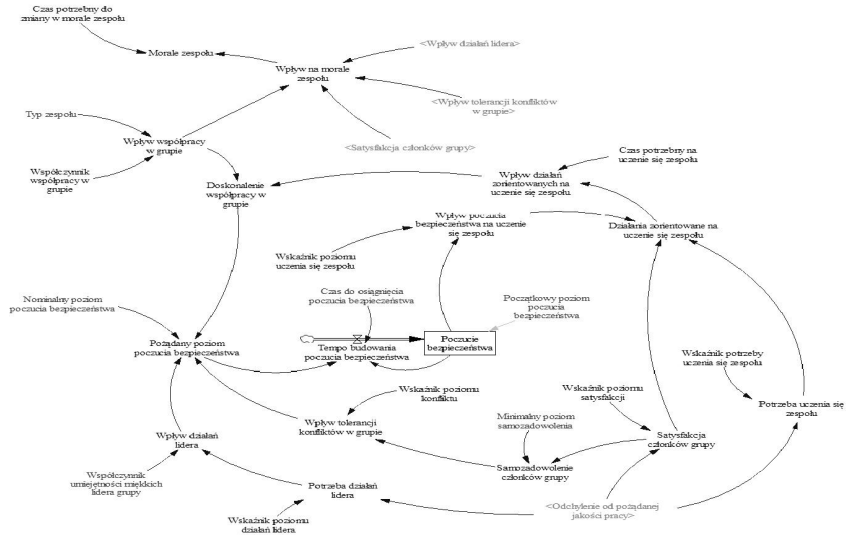 Czas potrzebny do
zmiany w morale zespołu
Morale zespołu
<Wpływ działań lidera>
Wpływ na morale
zespołu
<Wpływ tolerancji konfliktów
w grupie>
Typ zespołu
Wpływ współpracy
w grupie
<Satysfakcja członków grupy>
Czas potrzebny na
uczenie się zespołu
Współczynnik
współpracy w
grupie
Doskonalenie
współpracy w
grupie
Wpływ działań
zorientowanych na
uczenie się zespołu
Wpływ poczucia
bezpieczeństwa na uczenie
się zespołu
Działania zorientowane na
uczenie się zespołu
Wskaźnik poziomu
uczenia się zespołu
Czas do osiągnięcia
poczucia bezpieczeństwa
Początkowy poziom
poczucia
bezpieczeństwa
Nominalny poziom
poczucia bezpieczeństwa
Pożądany poziom
poczucia bezpieczeństwa
Tempo budowania
poczucia bezpieczeństwa
Poczucie
bezpieczeństwa
Wskaźnik potrzeby
uczenia się zespołu
Wskaźnik poziomu
konfliktu
Wskaźnik poziomu
satysfakcji
Potrzeba uczenia się
zespołu
Wpływ tolerancji
konfliktów w grupie
Minimalny poziom
samozadowolenia
Wpływ działań
lidera
Satysfakcja
członków grupy
Samozadowolenie
członków grupy
Współczynnik
umiejętności miękkich
lidera grupy
Potrzeba działań
lidera
<Odchylenie od pożądanej
jakości pracy>
Wskaźnik poziomu
działań lidera